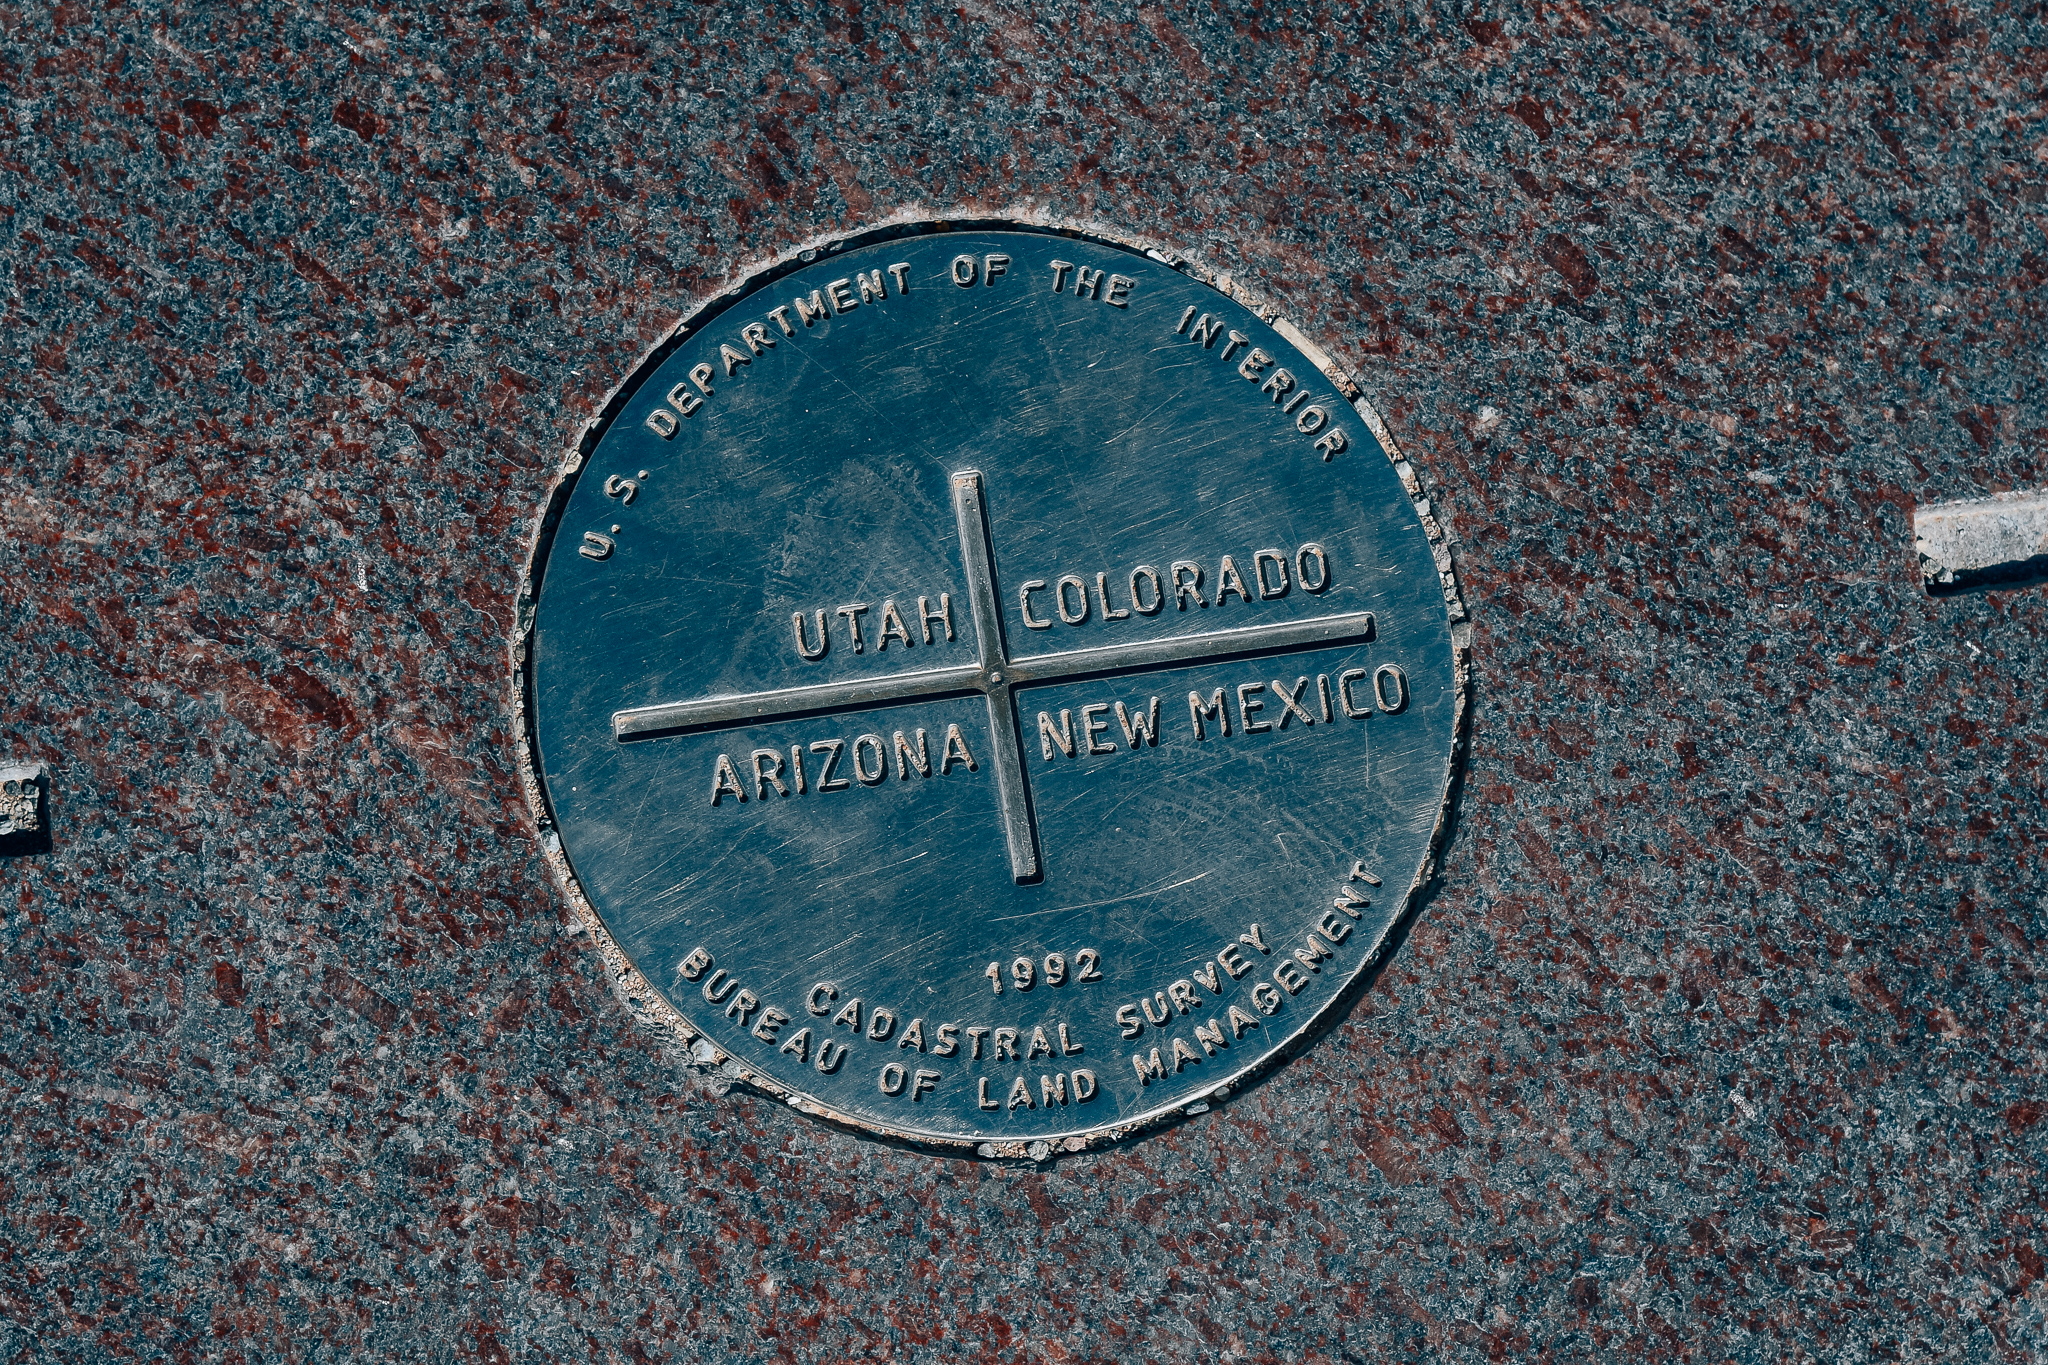 U.S. DEPARTMENT OF THE INTERIOR
UTAH COLORADO
ARIZONA NEW MEXICO
1992
CADASTRAL SURVEY
BUREAU OF LAND MANAGEMENT